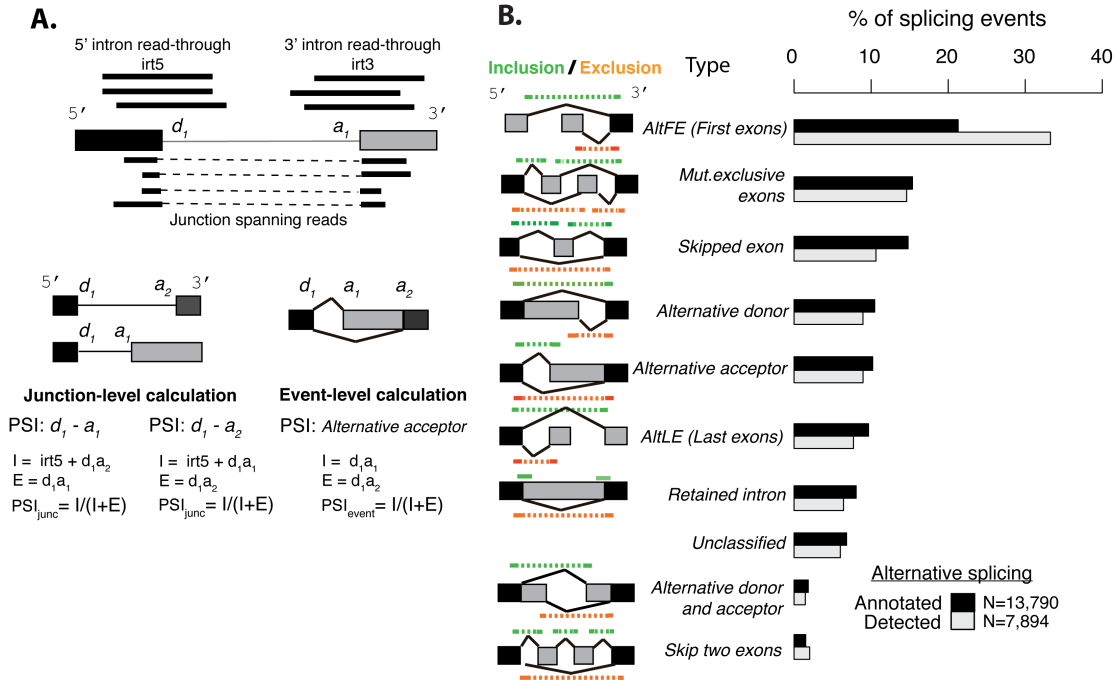 A.
5' intron read-through
irt5
3' intron read-through
irt3
5'
3'
d1
a1
Junction spanning reads
5'
d1
a2
3'
d1
a1
d1
a1
a2
Junction-level calculation
PSI: d1 - a1
I = irt5 + d1a2
E = d1a1
PSIjunc= I/(I+E)
PSI: d1 - a2
I = irt5 + d1a1
E = d1a2
PSIjunc= I/(I+E)
Event-level calculation
PSI: Alternative acceptor
I = d1a1
E = d1a2
PSIevent= I/(I+E)
B.
% of splicing events
Inclusion / Exclusion
Type
0 10 20 30 40
5'
3'
AltFE (First exons)
Mut.exclusive
exons
Skipped exon
Alternative donor
Alternative acceptor
AltLE (Last exons)
Retained intron
Unclassified
Alternative donor
and acceptor
Skip two exons
Alternative splicing
Annotated N=13,790
Detected N=7,894